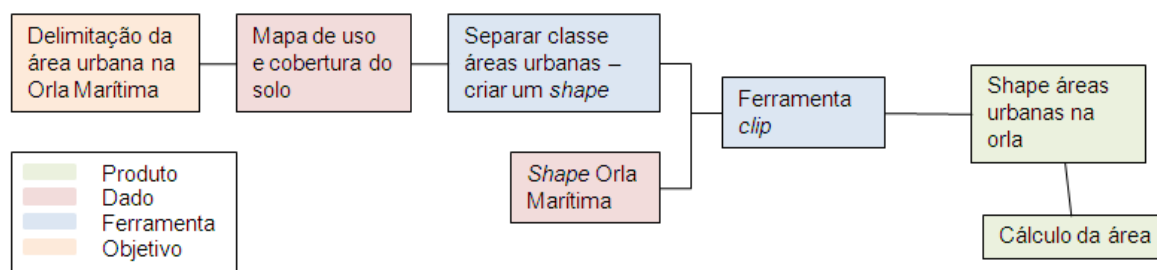 Delimitação da
área urbana na
Orla Marítima
Mapa de uso
e cobertura do
solo
Separar classe
áreas urbanas –
criar um shape
Ferramenta
clip
Shape áreas
urbanas na
orla
Shape Orla
Marítima
Cálculo da área
Produto
Dado
Ferramenta
Objetivo